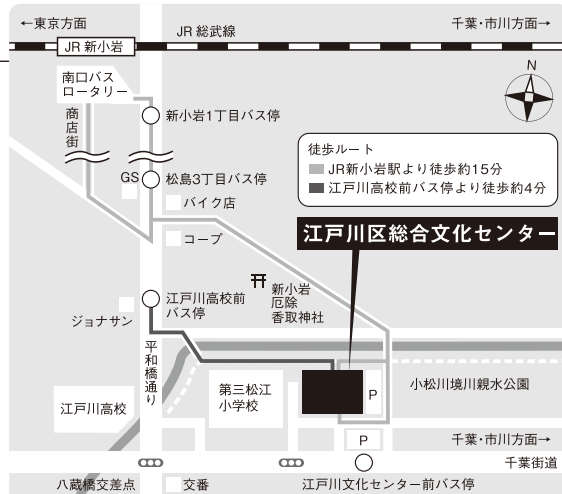 ←東京方面
JR 総武線
千葉・市川方面→
JR 新小岩
南口バス
ロータリー
N
商店街
新小岩1丁目バス停
徒歩ルート
JR新小岩駅より徒歩約15分
江戸川高校前バス停より徒歩約4分
GS
松島3丁目バス停
バイク店
コープ
江戸川区総合文化センター
新小岩
厄除
香取神社
江戸川高校前
バス停
ジョナサン
平和橋通り
第三松江
小学校
P
小松川境川親水公園
江戸川高校
P
千葉・市川方面→
千葉街道
八蔵橋交差点
交番
江戸川文化センター前バス停